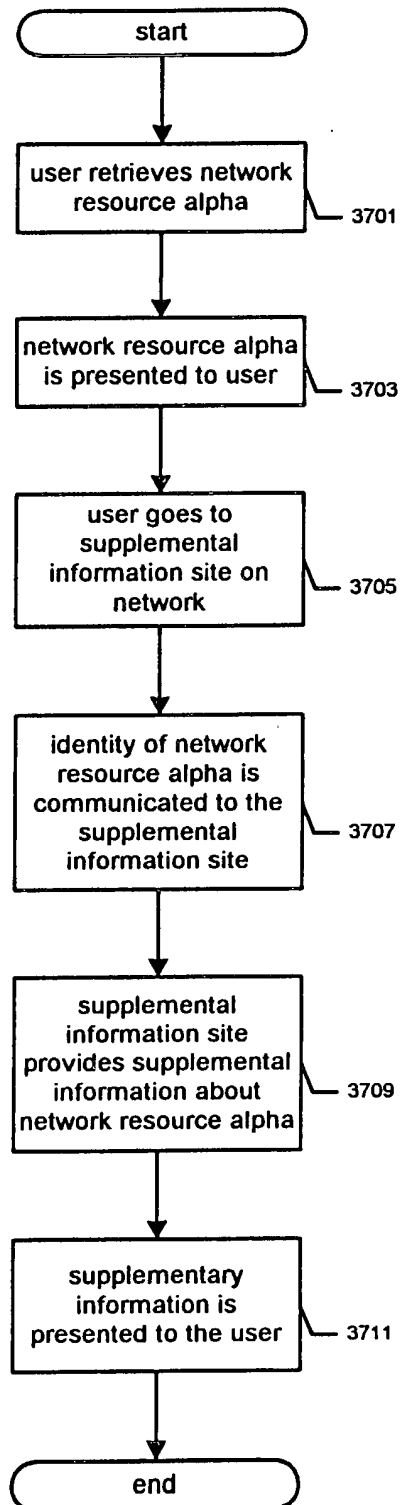 start
user retrieves network
resource alpha
3701
network resource alpha
is presented to user
3703
user goes to
supplemental
information site on
network
3705
identity of network
resource alpha is
communicated to the
supplemental
information site
3707
supplemental
information site
provides supplemental
information about
network resource alpha
3709
supplementary
information is
presented to the user
3711
end